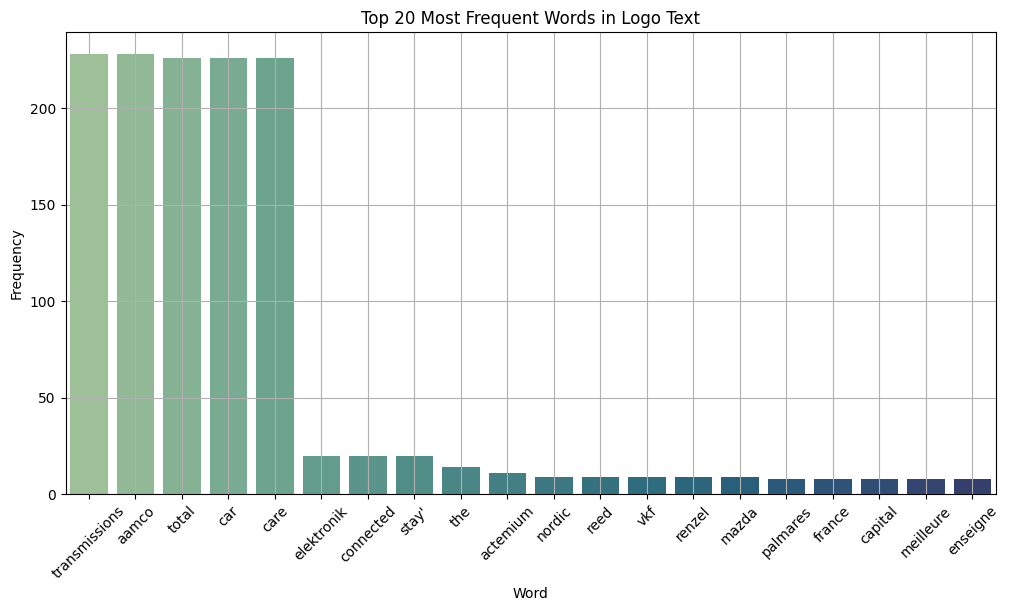 Top 20 Most Frequent Words in Logo Text
Frequency
200
150
100
50
0
transmissions
aamco
total
car
care
elektronik
connected
stay'
the
actemium
nordic
reed
vkf
renzel
mazda
palmares
france
capital
meilleure
enseigne
Word